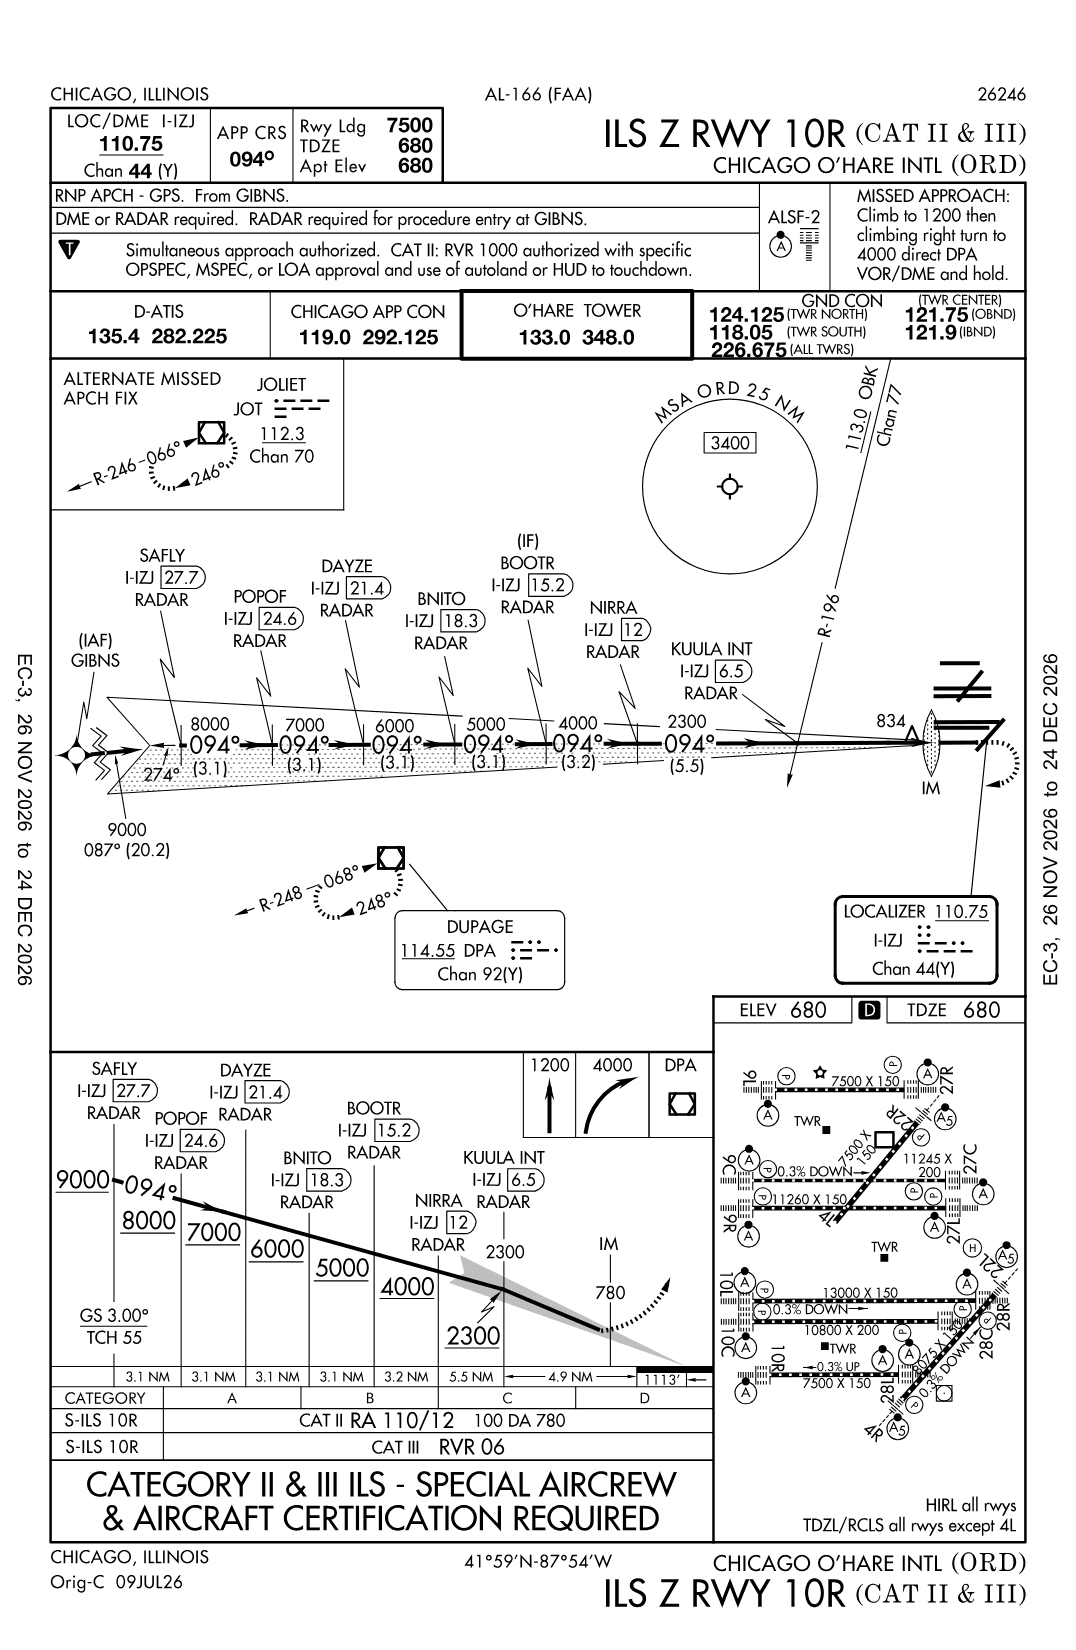 CHICAGO, ILLINOIS
AL-166 (FAA)
26246
LOC/DME I-IZJ
110.75
Chan 44 (Y)
APP CRS
094°
Rwy Ldg 7500
TDZE 680
Apt Elev 680
ILS Z RWY 10R (CAT II & III)
CHICAGO O'HARE INTL (ORD)
RNP APCH - GPS. From GIBNS.
DME or RADAR required. RADAR required for procedure entry at GIBNS.
T
Simultaneous approach authorized. CAT II: RVR 1000 authorized with specific
OPSPEC, MSPEC, or LOA approval and use of autoland or HUD to touchdown.
ALSF-2
A
MISSED APPROACH:
Climb to 1200 then
climbing right turn to
4000 direct DPA
VOR/DME and hold.
D-ATIS
135.4 282.225
CHICAGO APP CON
119.0 292.125
O'HARE TOWER
133.0 348.0
GND CON
124.125 (TWR NORTH)
118.05 (TWR SOUTH)
226.675 (ALL TWRS)
(TWR CENTER)
121.75 (OBND)
121.9 (IBND)
ALTERNATE MISSED
APCH FIX
JOLIET
JOT
112.3
Chan 70
R-246
066°
246°
MSA ORD 25 NM
3400
113.0 OBK
Chan 77
R-196
SAFLY
I-IZJ 27.7
RADAR
POPOF
I-IZJ 24.6
RADAR
DAYZE
I-IZJ 21.4
RADAR
BNITO
I-IZJ 18.3
RADAR
(IF)
BOOTR
I-IZJ 15.2
RADAR
NIRRA
I-IZJ 12
RADAR
KUULA INT
I-IZJ 6.5
RADAR
(IAF)
GIBNS
8000
7000
6000
5000
4000
2300
834
094°
094°
094°
094°
094°
094°
274°
(3.1)
(3.1)
(3.1)
(3.1)
(3.2)
(5.5)
IM
9000
087° (20.2)
R-248
068°
248°
DUPAGE
114.55 DPA
Chan 92(Y)
LOCALIZER 110.75
I-IZJ
Chan 44(Y)
EC-3, 26 NOV 2026 to 24 DEC 2026
EC-3, 26 NOV 2026 to 24 DEC 2026
ELEV 680
D
TDZE 680
9L
P
7500 X 150
P
A
27R
A
TWR
22R
A5
P
7500 X
150
9C
A
P
0.3% DOWN
11245 X
200
27C
A
9R
A
P
11260 X 150
P
P
4L
A
27L
TWR
H
22L
A5
10L
A
P
13000 X 150
A
28R
P
0.3% DOWN
P
10C
A
10800 X 200
P
P
28C
TWR
A
A
8075 X 150
0.3% DOWN
10R
A
0.3% UP
7500 X 150
28L
P
4R
A5
HIRL all rwys
TDZL/RCLS all rwys except 4L
SAFLY
I-IZJ 27.7
RADAR
POPOF
I-IZJ 24.6
RADAR
DAYZE
I-IZJ 21.4
RADAR
BNITO
I-IZJ 18.3
RADAR
BOOTR
I-IZJ 15.2
RADAR
NIRRA
I-IZJ 12
RADAR
KUULA INT
I-IZJ 6.5
RADAR
1200
4000
DPA
9000
094°
8000
7000
6000
5000
4000
2300
2300
IM
780
GS 3.00°
TCH 55
3.1 NM
3.1 NM
3.1 NM
3.1 NM
3.2 NM
5.5 NM
4.9 NM
1113'
CATEGORY A B C D
S-ILS 10R CAT II RA 110/12 100 DA 780
S-ILS 10R CAT III RVR 06
CATEGORY II & III ILS - SPECIAL AIRCREW
& AIRCRAFT CERTIFICATION REQUIRED
CHICAGO, ILLINOIS
Orig-C 09JUL26
41°59'N-87°54'W
CHICAGO O'HARE INTL (ORD)
ILS Z RWY 10R (CAT II & III)